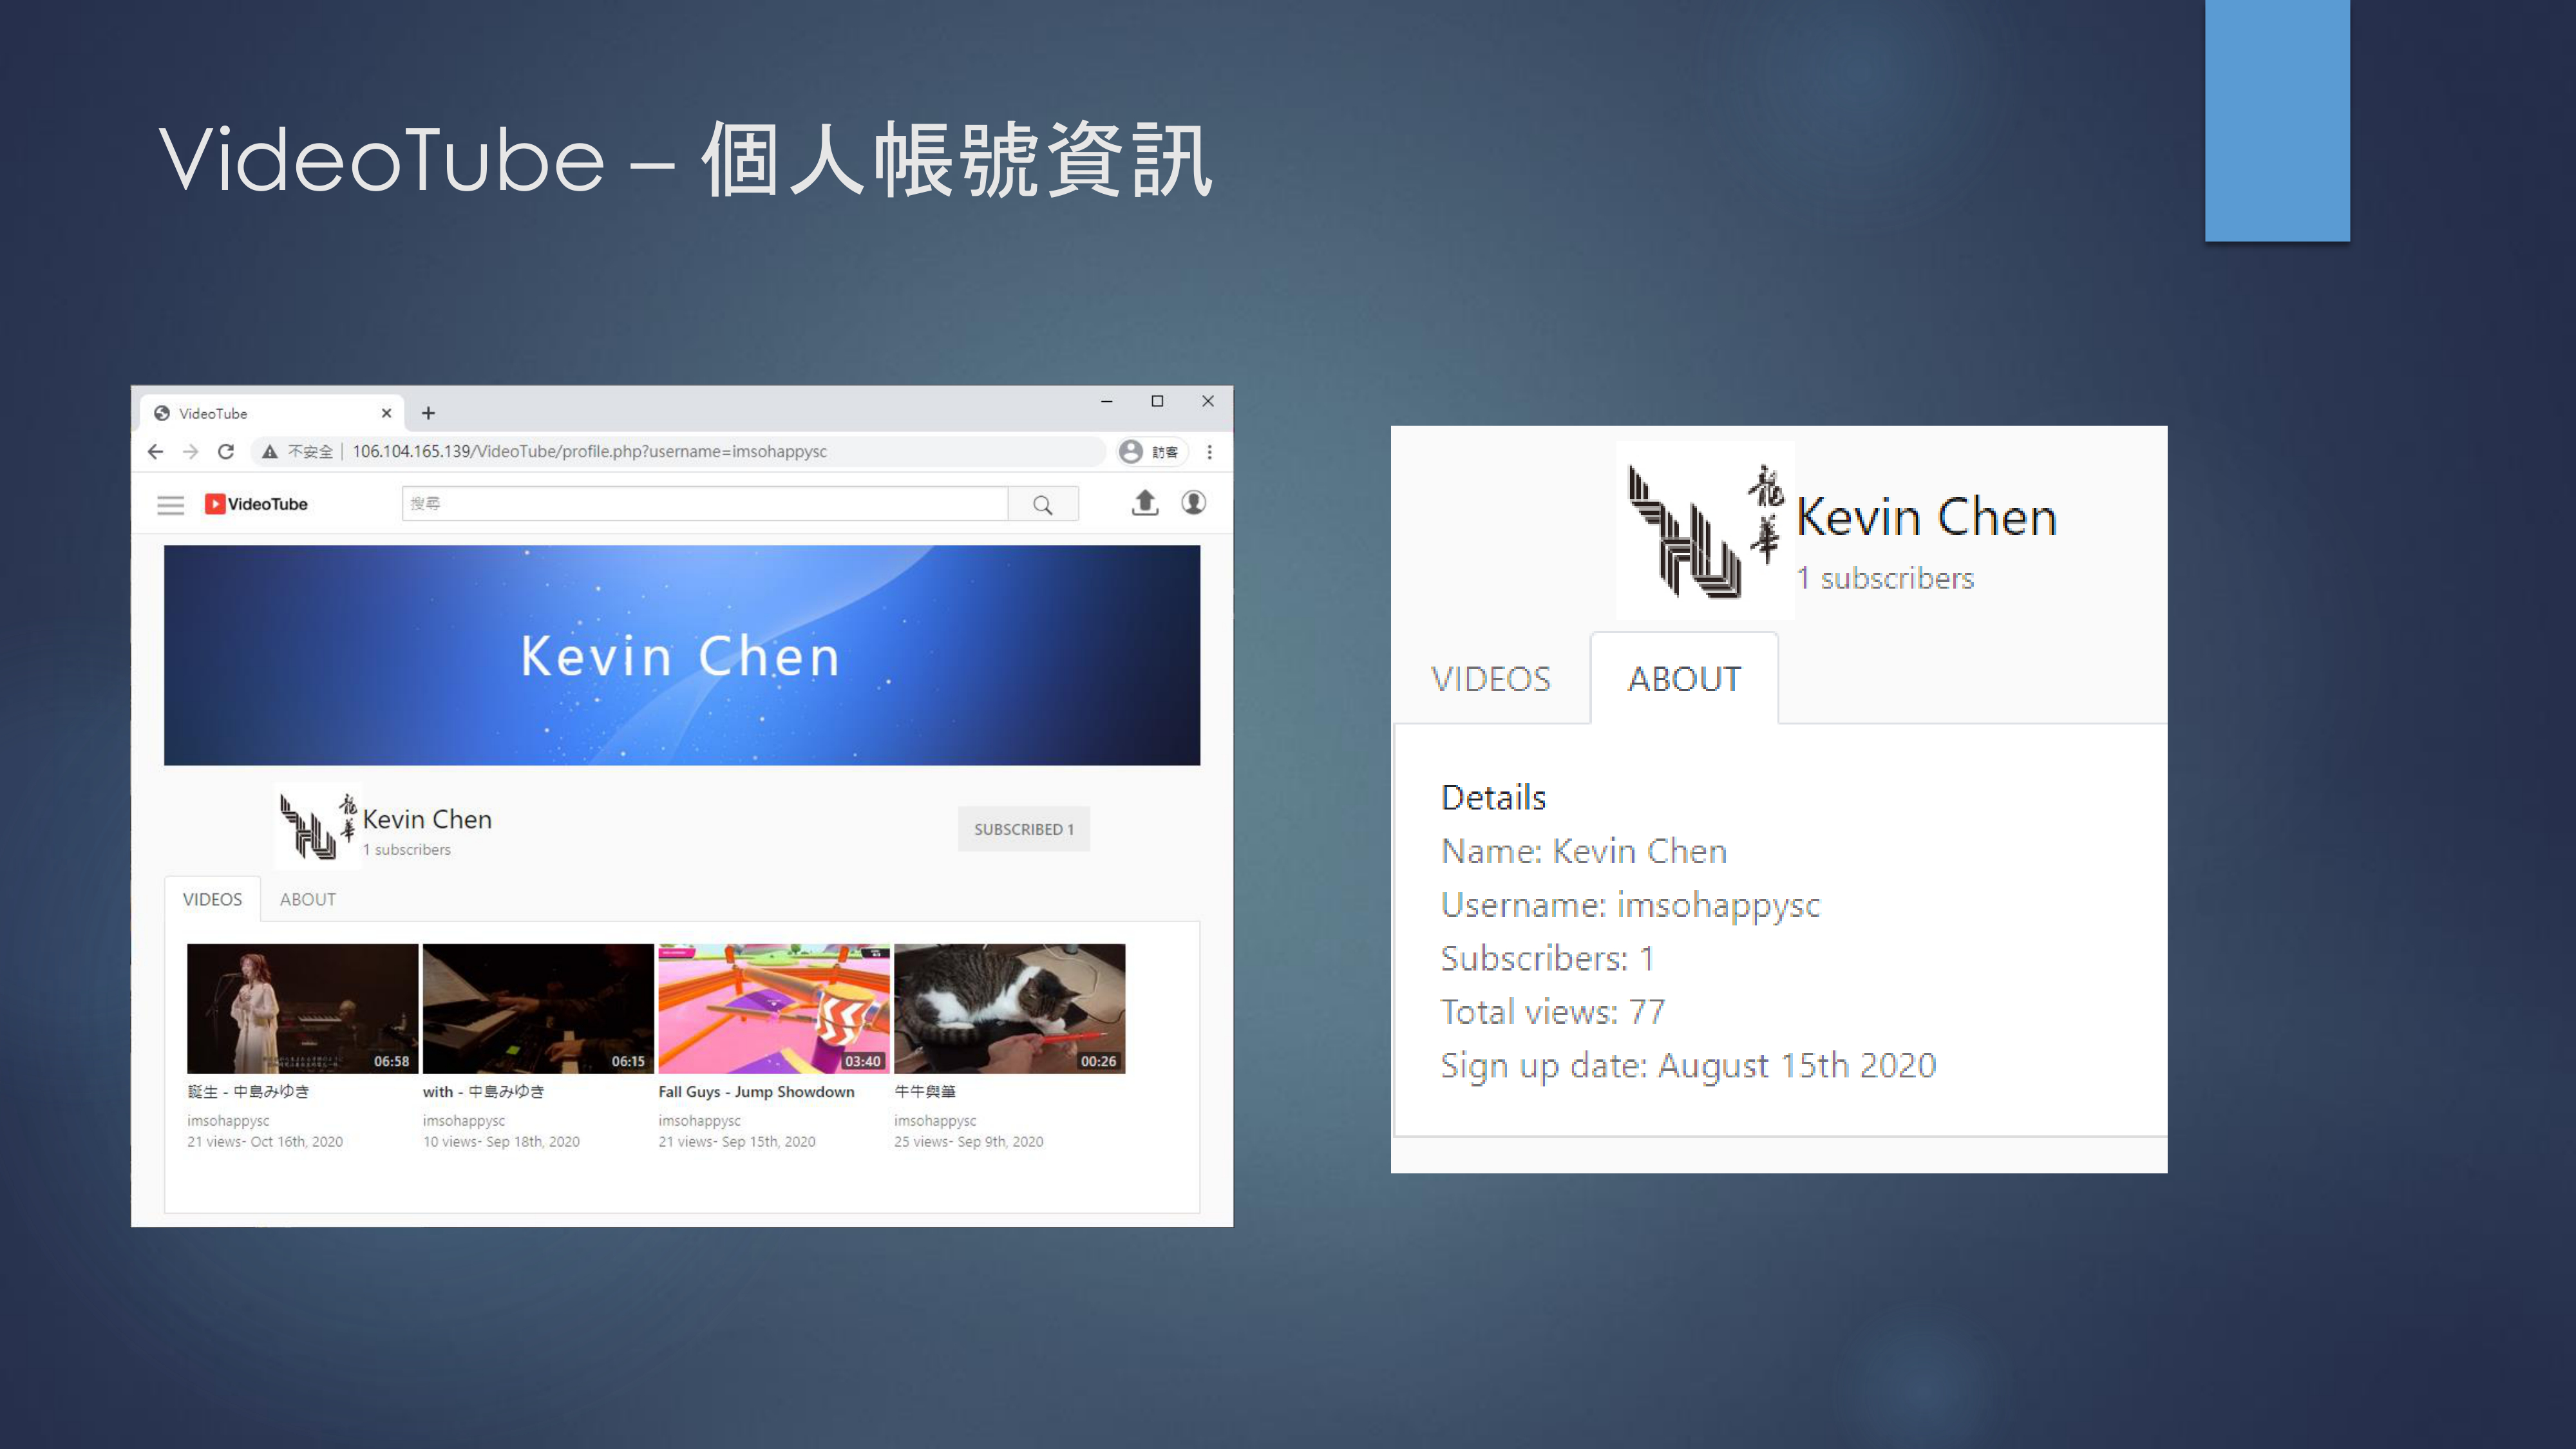 VideoTube – 個人帳號資訊
VideoTube
不安全 | 106.104.165.139/VideoTube/profile.php?username=imsohappysc
訪客
VideoTube
搜尋
Kevin Chen
龍華
Kevin Chen
1 subscribers
SUBSCRIBED 1
VIDEOS ABOUT
06:58 06:15 03:40 00:26
誕生 - 中島みゆき with - 中島みゆき Fall Guys - Jump Showdown 牛牛與筆
imsohappysc imsohappysc imsohappysc imsohappysc
21 views- Oct 16th, 2020 10 views- Sep 18th, 2020 21 views- Sep 15th, 2020 25 views- Sep 9th, 2020
龍華
Kevin Chen
1 subscribers
VIDEOS ABOUT
Details
Name: Kevin Chen
Username: imsohappysc
Subscribers: 1
Total views: 77
Sign up date: August 15th 2020